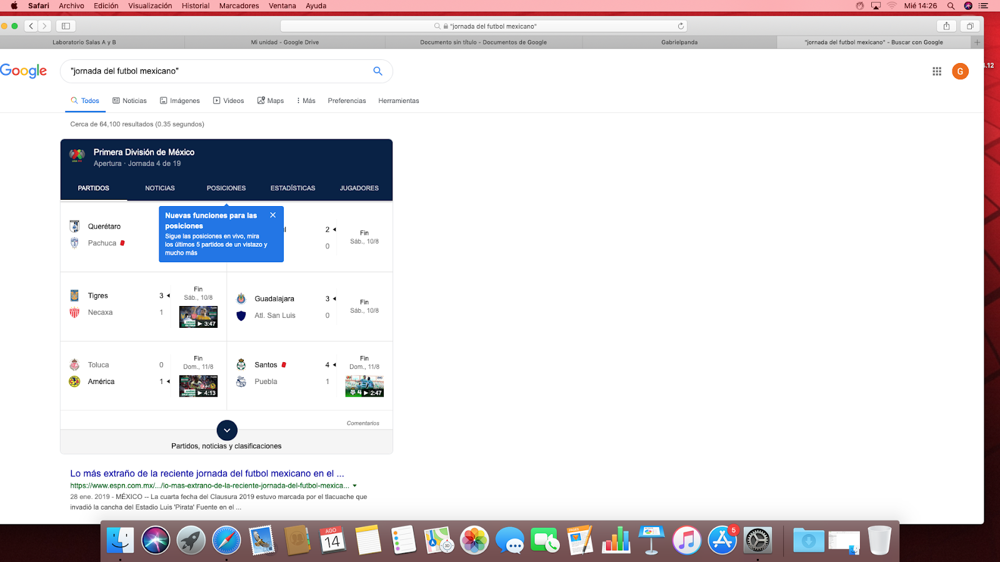 Safari Archivo Edición Visualización Historial Marcadores Ventana Ayuda Mié 14:26
"jornada del futbol mexicano"
Laboratorio Salas A y B Mi unidad - Google Drive Documento sin título - Documentos de Google Gabrielpanda "jornada del futbol mexicano" - Buscar con Google
Google "jornada del futbol mexicano" G
4.12
Todos Noticias Imágenes Videos Maps Más Preferencias Herramientas
Cerca de 64,100 resultados (0.35 segundos)
Primera División de México
Apertura · Jornada 4 de 19
PARTIDOS NOTICIAS POSICIONES ESTADÍSTICAS JUGADORES
Querétaro
Pachuca
Nuevas funciones para las
posiciones
Sigue las posiciones en vivo, mira
los últimos 5 partidos de un vistazo y
mucho más
2
0
Fin
Sáb., 10/8
Tigres 3
Necaxa 1
Fin
Sáb., 10/8
3:47
Guadalajara 3
Atl. San Luis 0
Fin
Sáb., 10/8
Toluca 0
América 1
Fin
Dom., 11/8
4:13
Santos 4
Puebla 1
Fin
Dom., 11/8
4 2:47
Comentarios
Partidos, noticias y clasificaciones
Lo más extraño de la reciente jornada del futbol mexicano en el ...
https://www.espn.com.mx/.../lo-mas-extrano-de-la-reciente-jornada-del-futbol-mexica...
28 ene. 2019 - MÉXICO -- La cuarta fecha del Clausura 2019 estuvo marcada por el tlacuache que
invadió la cancha del Estadio Luis 'Pirata' Fuente en el ...
AGO
14
3D
PAGES
5